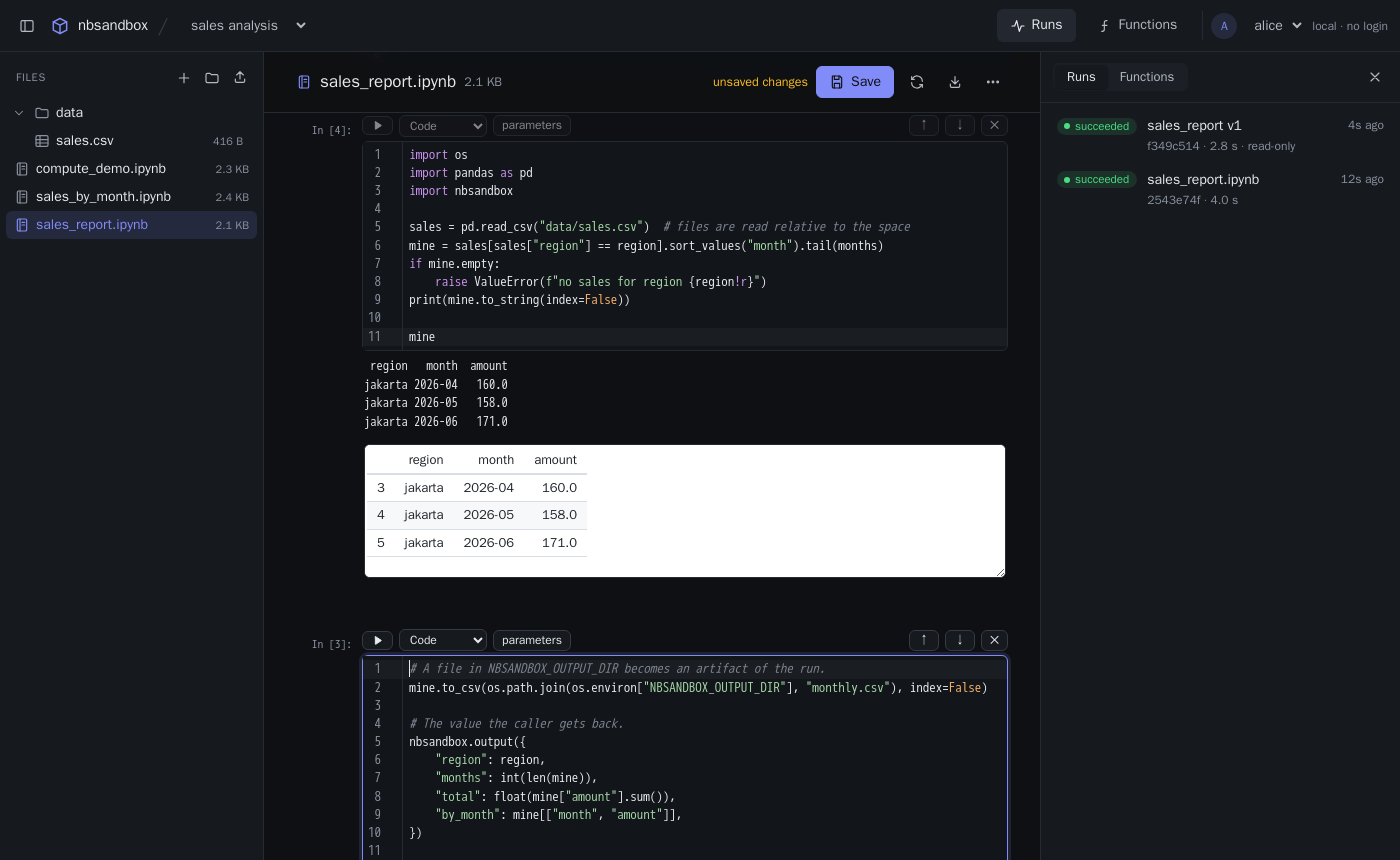 nbsandbox / sales analysis
Runs
Functions
A alice local · no login
FILES
data
sales.csv 416 B
compute_demo.ipynb 2.3 KB
sales_by_month.ipynb 2.4 KB
sales_report.ipynb 2.1 KB
sales_report.ipynb 2.1 KB
unsaved changes
Save
In [4]:
Code
parameters
1 import os
2 import pandas as pd
3 import nbsandbox
4
5 sales = pd.read_csv("data/sales.csv")  # files are read relative to the space
6 mine = sales[sales["region"] == region].sort_values("month").tail(months)
7 if mine.empty:
8     raise ValueError(f"no sales for region {region!r}")
9 print(mine.to_string(index=False))
10
11 mine
region month amount
jakarta 2026-04 160.0
jakarta 2026-05 158.0
jakarta 2026-06 171.0
region month amount
3 jakarta 2026-04 160.0
4 jakarta 2026-05 158.0
5 jakarta 2026-06 171.0
In [3]:
Code
parameters
1 # A file in NBSANDBOX_OUTPUT_DIR becomes an artifact of the run.
2 mine.to_csv(os.path.join(os.environ["NBSANDBOX_OUTPUT_DIR"], "monthly.csv"), index=False)
3
4 # The value the caller gets back.
5 nbsandbox.output({
6     "region": region,
7     "months": int(len(mine)),
8     "total": float(mine["amount"].sum()),
9     "by_month": mine[["month", "amount"]],
10 })
11
Runs
Functions
succeeded sales_report v1 4s ago
f349c514 · 2.8 s · read-only
succeeded sales_report.ipynb 12s ago
2543e74f · 4.0 s